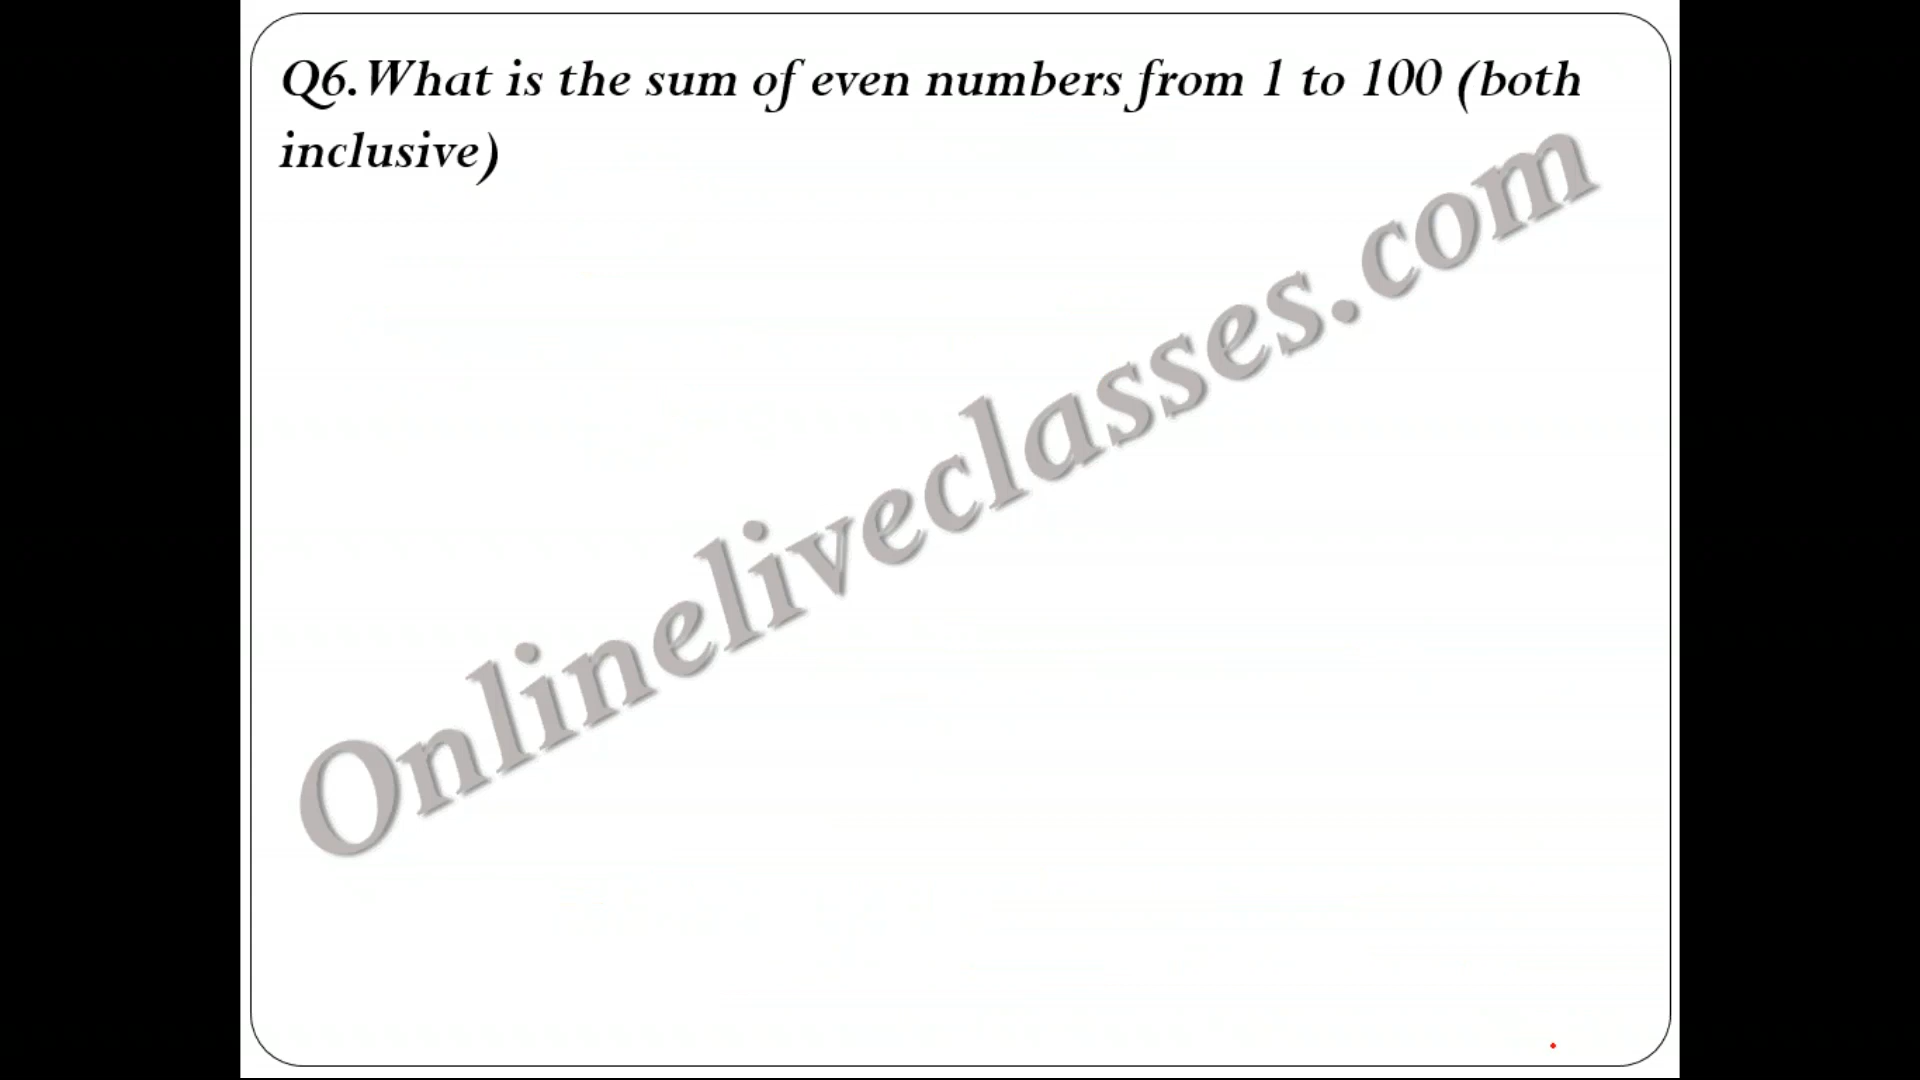 Q6.What is the sum of even numbers from 1 to 100 (both
inclusive)
Onlineliveclasses.com